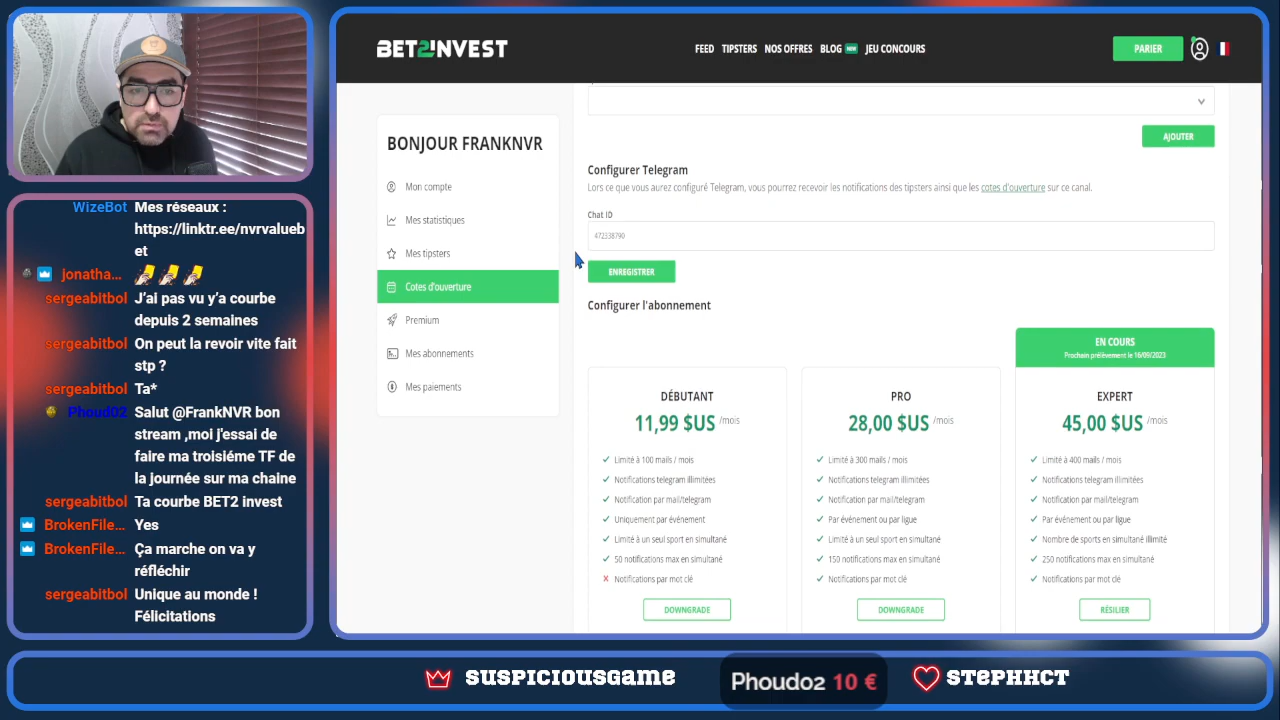 WizeBot Mes réseaux :
https://linktr.ee/nvrvalueb
et
jonatha...
sergeabitbol J'ai pas vu y'a courbe
depuis 2 semaines
sergeabitbol On peut la revoir vite fait
stp ?
sergeabitbol Ta*
Phoud02 Salut @FrankNVR bon
stream ,moi j'essai de
faire ma troisiéme TF de
la journée sur ma chaine
sergeabitbol Ta courbe BET2 invest
BrokenFile... Yes
BrokenFile... Ça marche on va y
réfléchir
sergeabitbol Unique au monde !
Félicitations
BET2INVEST
FEED TIPSTERS NOS OFFRES BLOG NEW JEU CONCOURS
PARIER
BONJOUR FRANKNVR
Mon compte
Mes statistiques
Mes tipsters
Cotes d'ouverture
Premium
Mes abonnements
Mes paiements
AJOUTER
Configurer Telegram
Lors ce que vous aurez configuré Telegram, vous pourrez recevoir les notifications des tipsters ainsi que les cotes d'ouverture sur ce canal.
Chat ID
472338790
ENREGISTRER
Configurer l'abonnement
DÉBUTANT
11,99 $US /mois
Limité à 100 mails / mois
Notifications telegram illimitées
Notification par mail/telegram
Uniquement par événement
Limité à un seul sport en simultané
50 notifications max en simultané
Notifications par mot clé
DOWNGRADE
PRO
28,00 $US /mois
Limité à 300 mails / mois
Notifications telegram illimitées
Notification par mail/telegram
Par événement ou par ligue
Limité à un seul sport en simultané
150 notifications max en simultané
Notifications par mot clé
DOWNGRADE
EN COURS
Prochain prélèvement le 16/09/2023
EXPERT
45,00 $US /mois
Limité à 400 mails / mois
Notifications telegram illimitées
Notification par mail/telegram
Par événement ou par ligue
Nombre de sports en simultané illimité
250 notifications max en simultané
Notifications par mot clé
RÉSILIER
SUSPICIOUSGAME
Phoud02 10 €
STEPHHCT